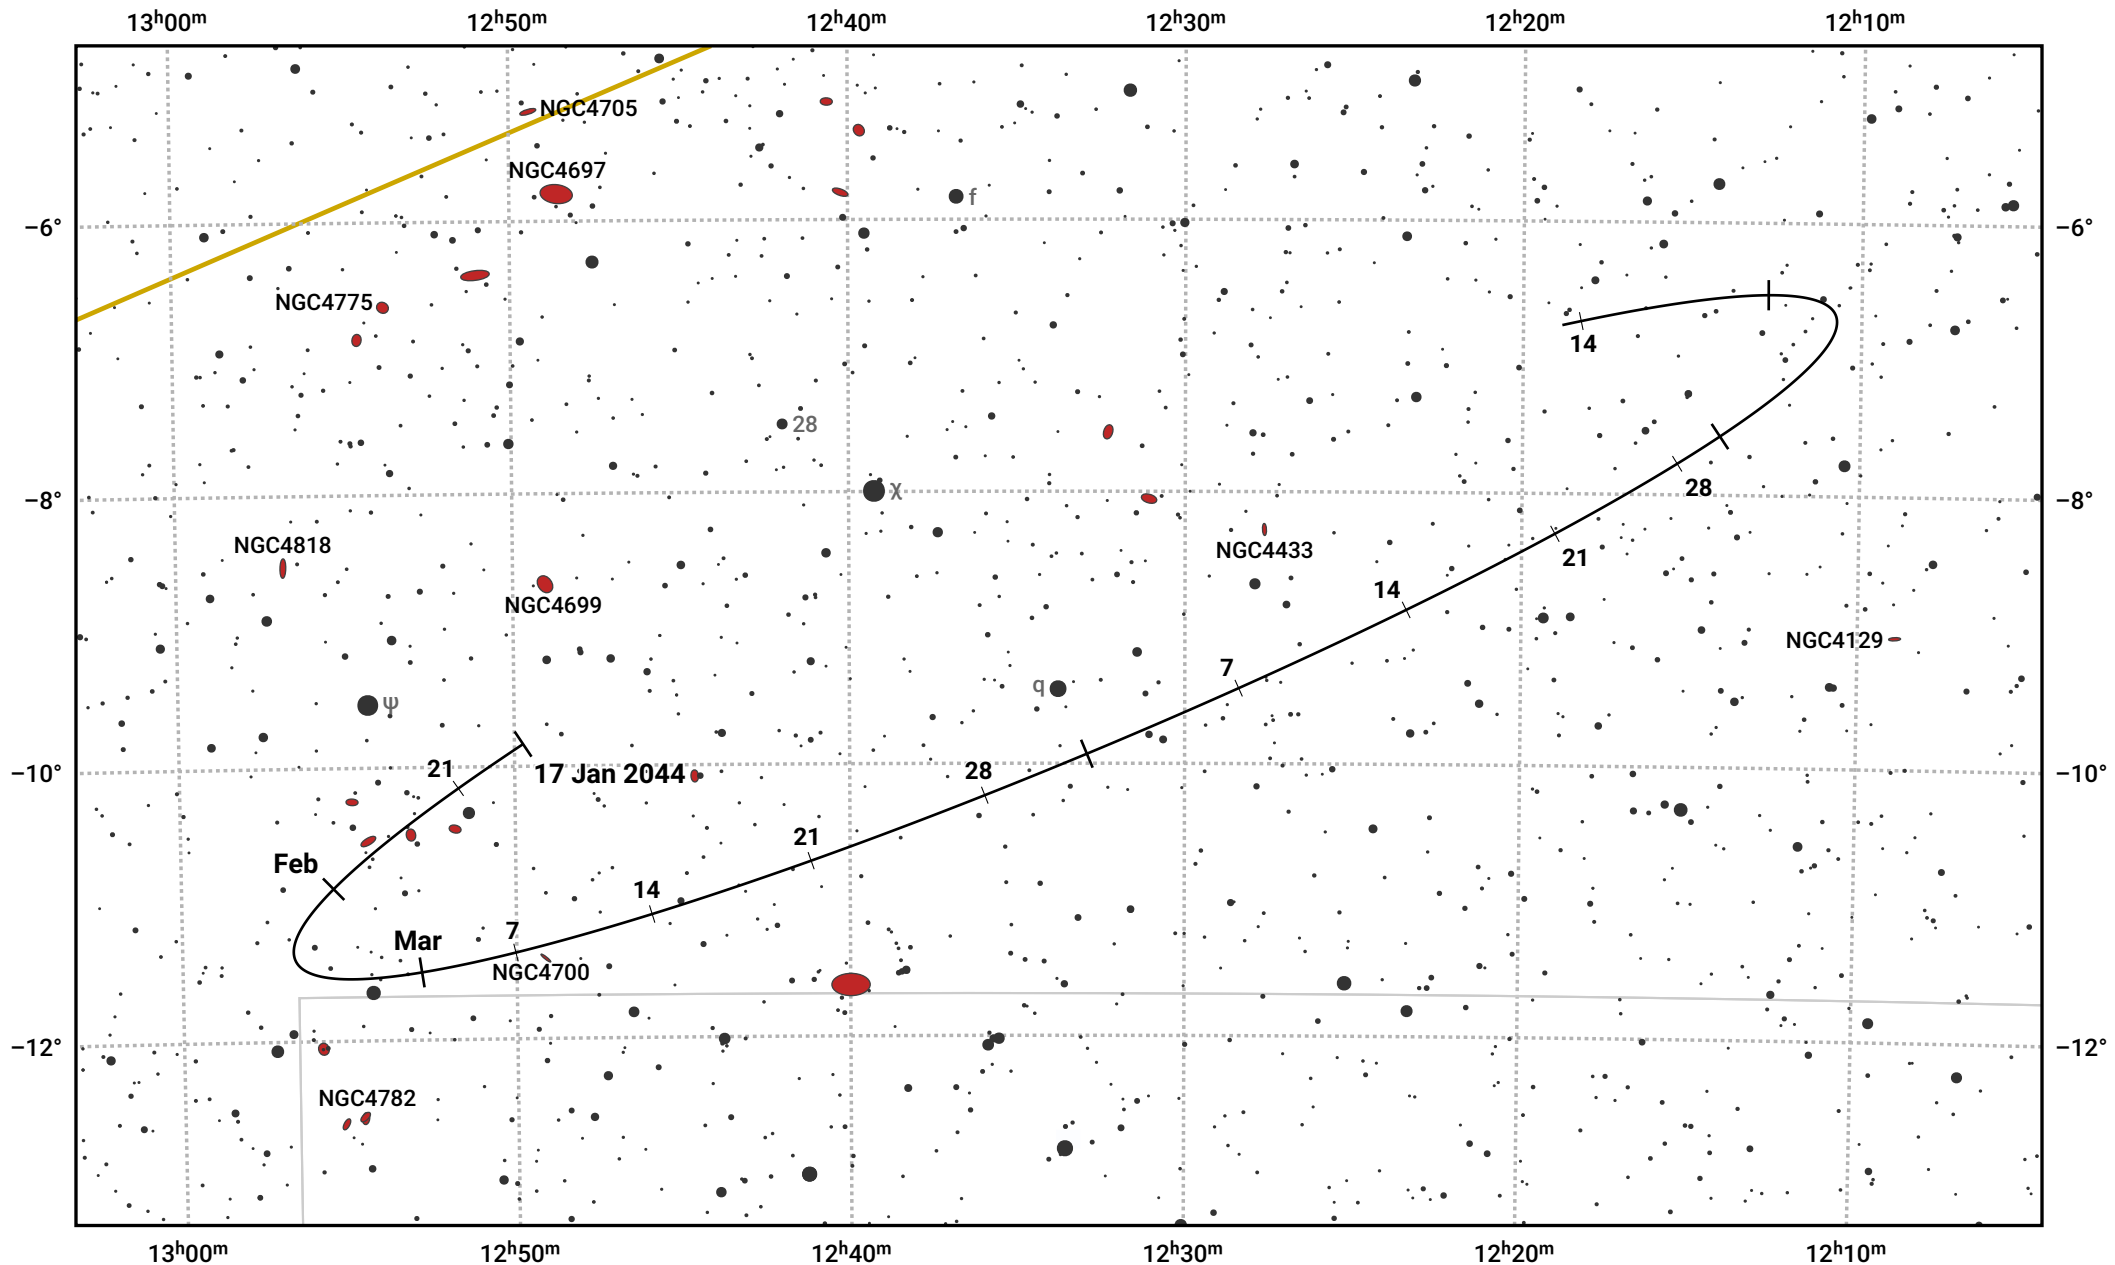 13h00m 12h50m 12h40m 12h30m 12h20m 12h10m
NGC4705
NGC4697
f
−6° −6°
NGC4775
14
28
χ
28
−8° −8°
NGC4818 NGC4433
21
NGC4699 14
NGC4129
7
q
ψ
21 17 Jan 2044 28
−10° −10°
21
Feb
14
7
Mar
NGC4700
−12° −12°
NGC4782
13h00m 12h50m 12h40m 12h30m 12h20m 12h10m